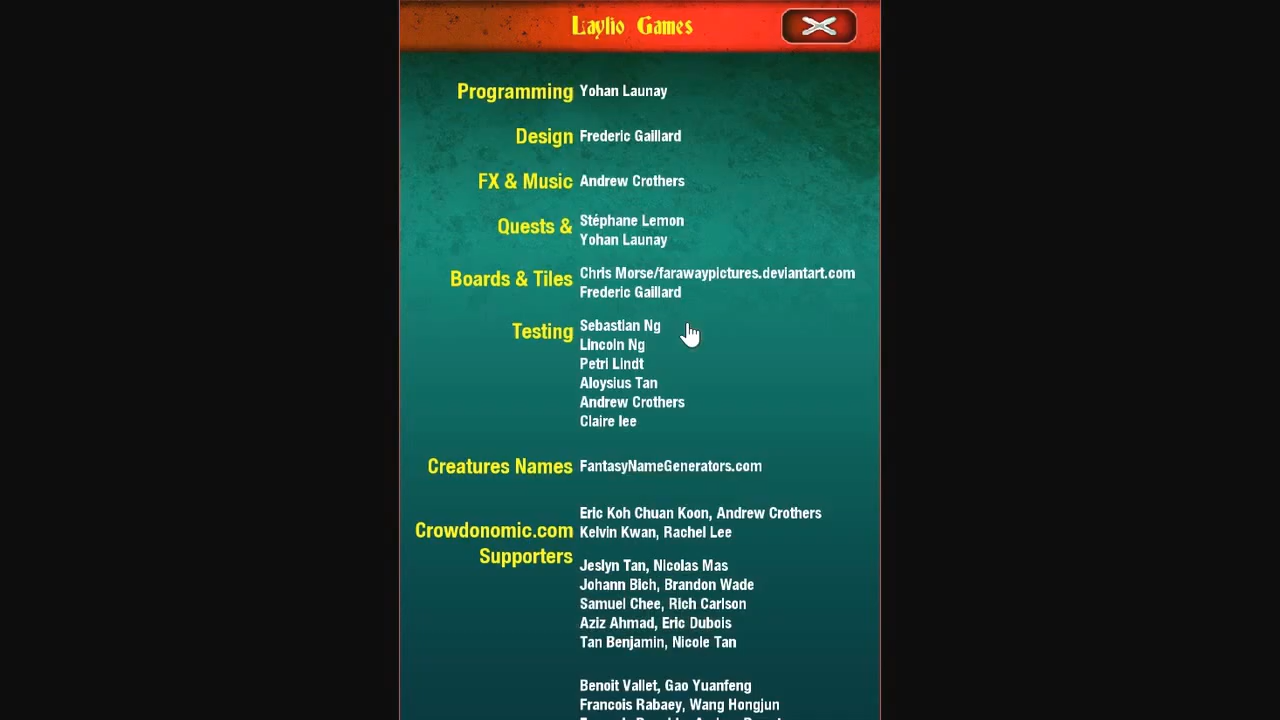 Laylio Games
Programming Yohan Launay
Design Frederic Gaillard
FX & Music Andrew Crothers
Quests & Stéphane Lemon
Yohan Launay
Boards & Tiles Chris Morse/farawaypictures.deviantart.com
Frederic Gaillard
Testing Sebastian Ng
Lincoln Ng
Petri Lindt
Aloysius Tan
Andrew Crothers
Claire lee
Creatures Names FantasyNameGenerators.com
Crowdonomic.com
Supporters
Eric Koh Chuan Koon, Andrew Crothers
Kelvin Kwan, Rachel Lee
Jeslyn Tan, Nicolas Mas
Johann Bich, Brandon Wade
Samuel Chee, Rich Carlson
Aziz Ahmad, Eric Dubois
Tan Benjamin, Nicole Tan
Benoit Vallet, Gao Yuanfeng
Francois Rabaey, Wang Hongjun